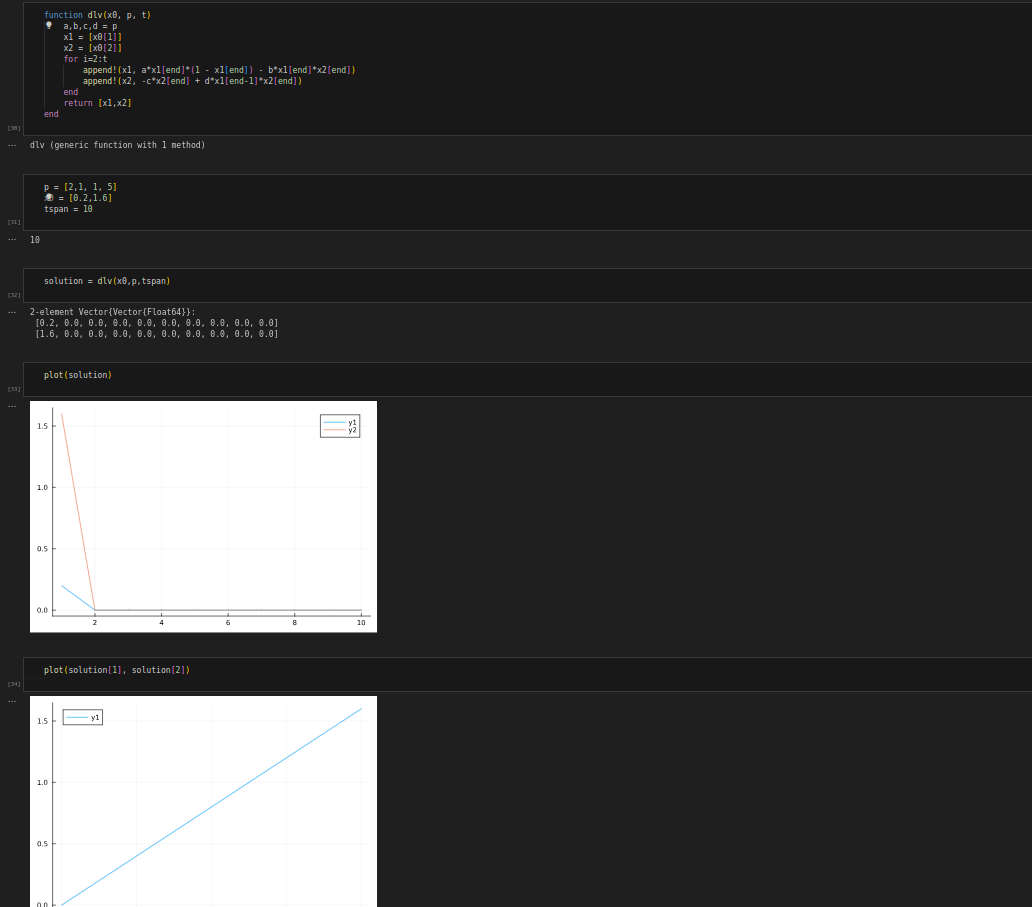 function dlv(x0, p, t)
a,b,c,d = p
x1 = [x0[1]]
x2 = [x0[2]]
for i=2:t
append!(x1, a*x1[end]*(1 - x1[end]) - b*x1[end]*x2[end])
append!(x2, -c*x2[end] + d*x1[end-1]*x2[end])
end
return [x1,x2]
end
[30]
... dlv (generic function with 1 method)
p = [2,1, 1, 5]
= [0.2,1.6]
tspan = 10
[31]
... 10
solution = dlv(x0,p,tspan)
[32]
... 2-element Vector{Vector{Float64}}:
[0.2, 0.0, 0.0, 0.0, 0.0, 0.0, 0.0, 0.0, 0.0, 0.0]
[1.6, 0.0, 0.0, 0.0, 0.0, 0.0, 0.0, 0.0, 0.0, 0.0]
plot(solution)
[33]
...
y1
y2
1.5
1.0
0.5
0.0
2 4 6 8 10
plot(solution[1], solution[2])
[34]
...
y1
1.5
1.0
0.5
0.0